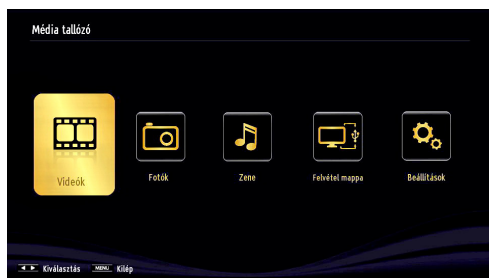 Média tallózó
Videók
Fotók
Zene
Felvétel mappa
Beállítások
Kiválasztás MENU Kilép